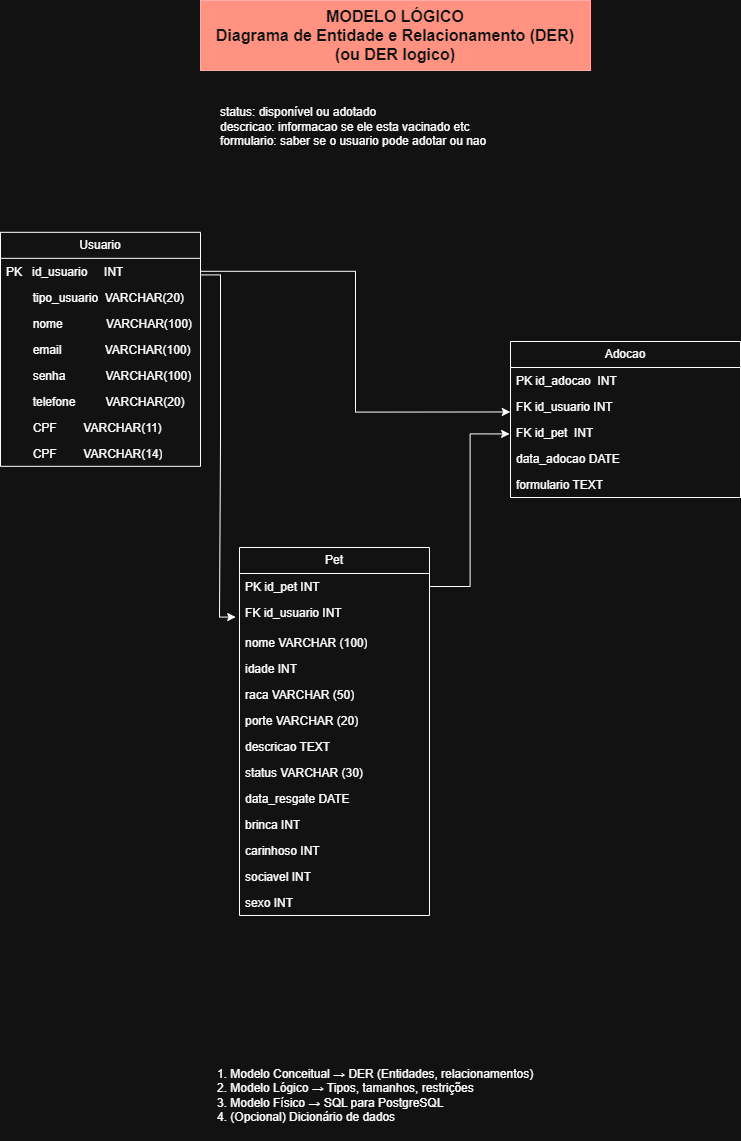 MODELO LÓGICO
Diagrama de Entidade e Relacionamento (DER)
(ou DER logico)
status: disponível ou adotado
descricao: informacao se ele esta vacinado etc
formulario: saber se o usuario pode adotar ou nao
Usuario
PK id_usuario INT
tipo_usuario VARCHAR(20)
nome VARCHAR(100)
email VARCHAR(100)
senha VARCHAR(100)
telefone VARCHAR(20)
CPF VARCHAR(11)
CPF VARCHAR(14)
Adocao
PK id_adocao INT
FK id_usuario INT
FK id_pet INT
data_adocao DATE
formulario TEXT
Pet
PK id_pet INT
FK id_usuario INT
nome VARCHAR (100)
idade INT
raca VARCHAR (50)
porte VARCHAR (20)
descricao TEXT
status VARCHAR (30)
data_resgate DATE
brinca INT
carinhoso INT
sociavel INT
sexo INT
1. Modelo Conceitual → DER (Entidades, relacionamentos)
2. Modelo Lógico → Tipos, tamanhos, restrições
3. Modelo Físico → SQL para PostgreSQL
4. (Opcional) Dicionário de dados